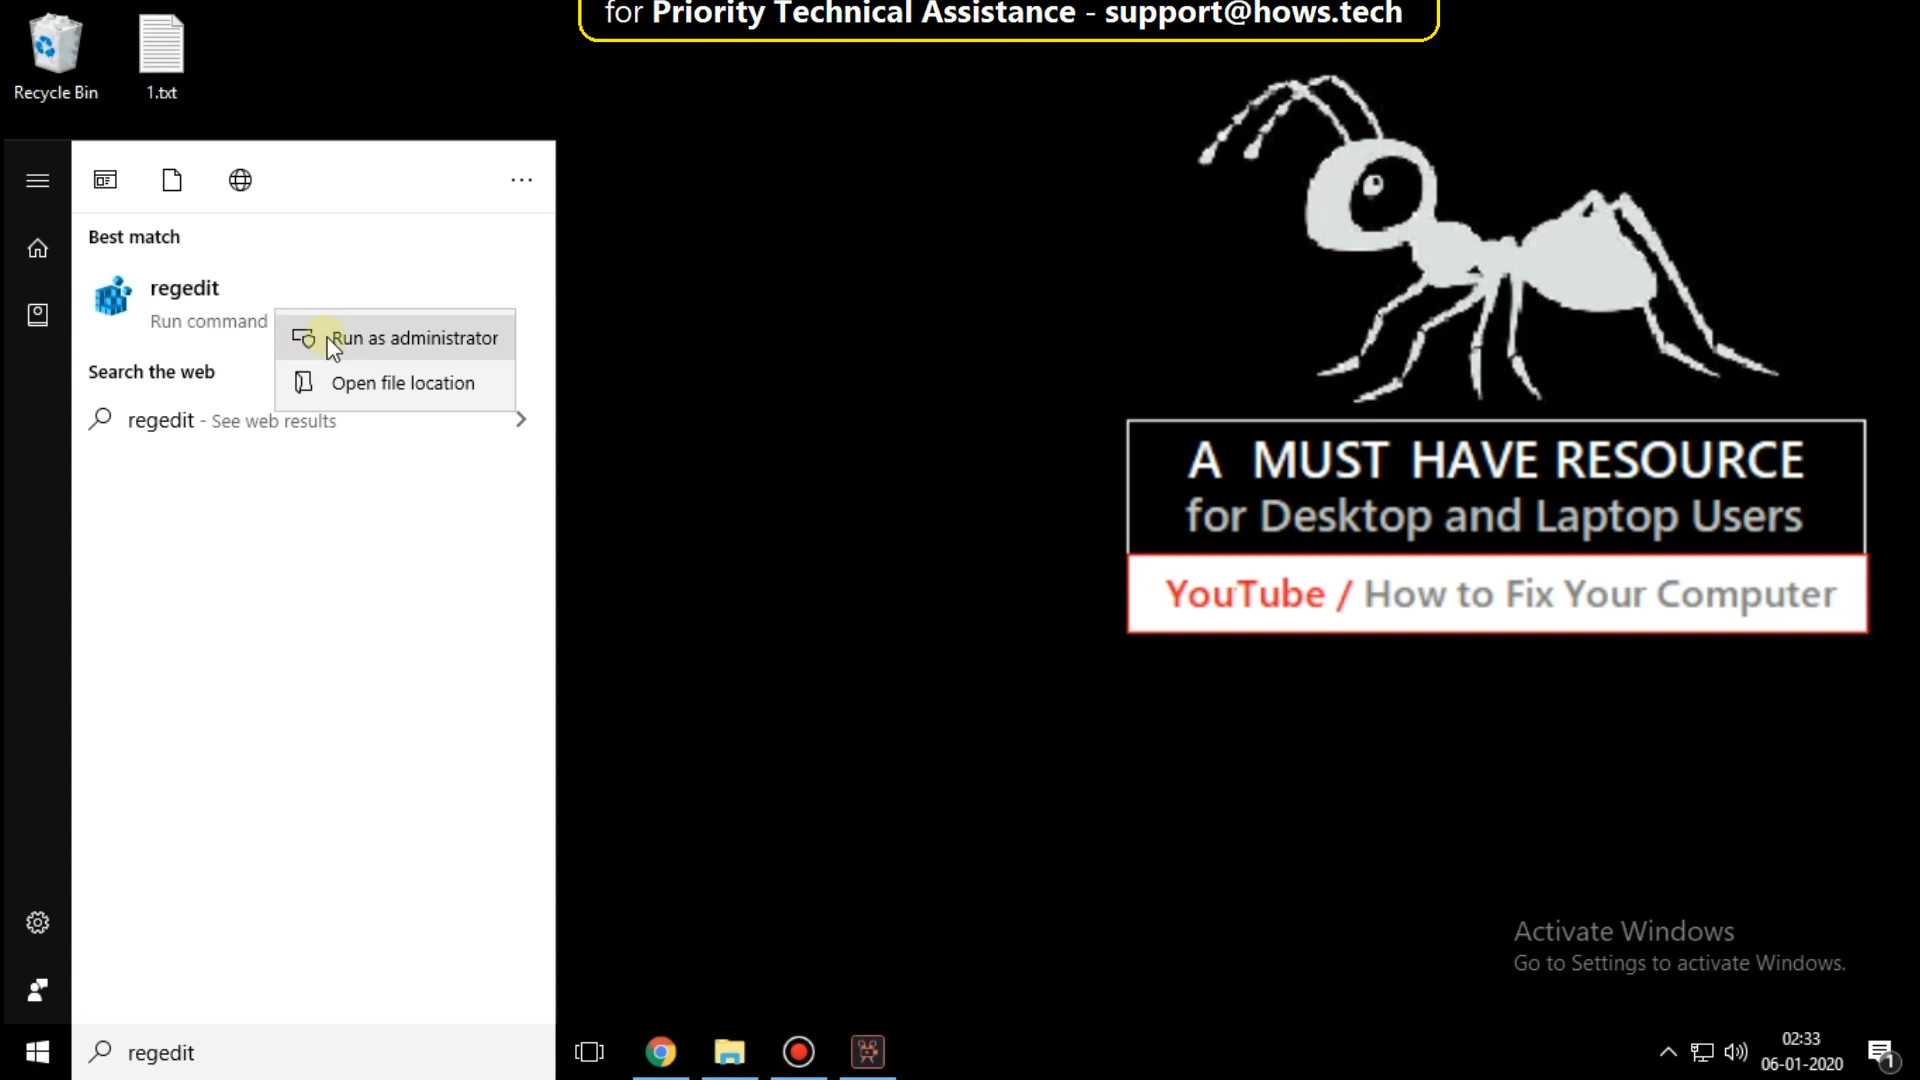 for Priority Technical Assistance - support@hows.tech
Recycle Bin
1.txt
Best match
regedit
Run command
Run as administrator
Open file location
Search the web
regedit - See web results
A MUST HAVE RESOURCE
for Desktop and Laptop Users
YouTube / How to Fix Your Computer
Activate Windows
Go to Settings to activate Windows.
regedit
02:33
06-01-2020
1